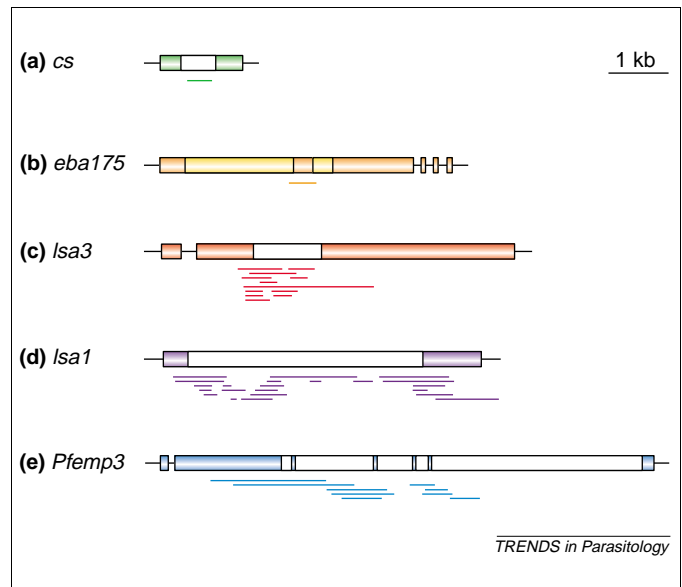 (a) cs
1 kb
(b) eba175
(c) lsa3
(d) lsa1
(e) Pfemp3
TRENDS in Parasitology